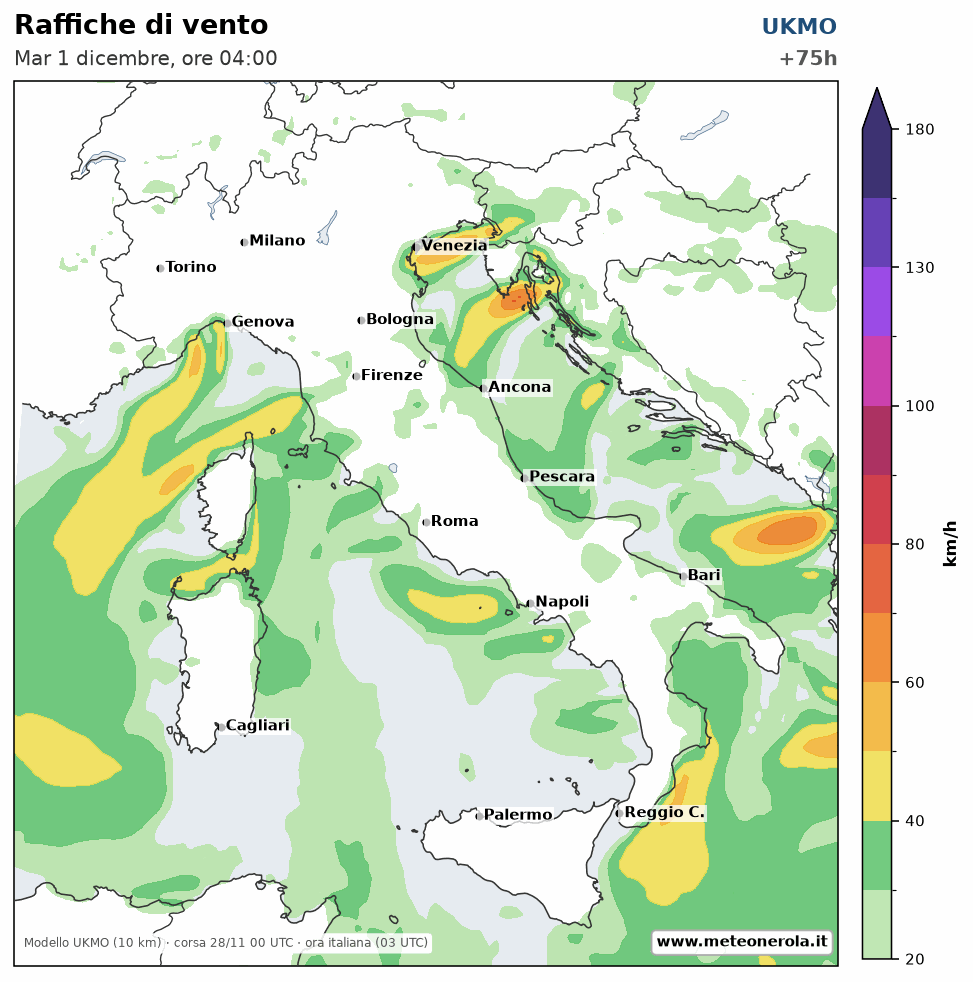 Raffiche di vento
UKMO
Mar 1 dicembre, ore 04:00
+75h
180
130
100
80
60
40
20
km/h
Milano
Venezia
Torino
Genova
Bologna
Firenze
Ancona
Pescara
Roma
Bari
Napoli
Cagliari
Palermo
Reggio C.
Modello UKMO (10 km) · corsa 28/11 00 UTC · ora italiana (03 UTC)
www.meteonerola.it